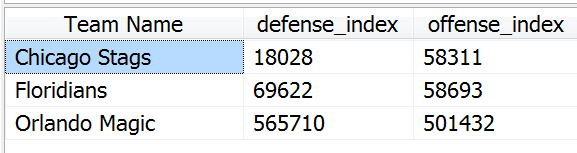 Team Name defense_index offense_index
Chicago Stags 18028 58311
Floridians 69622 58693
Orlando Magic 565710 501432